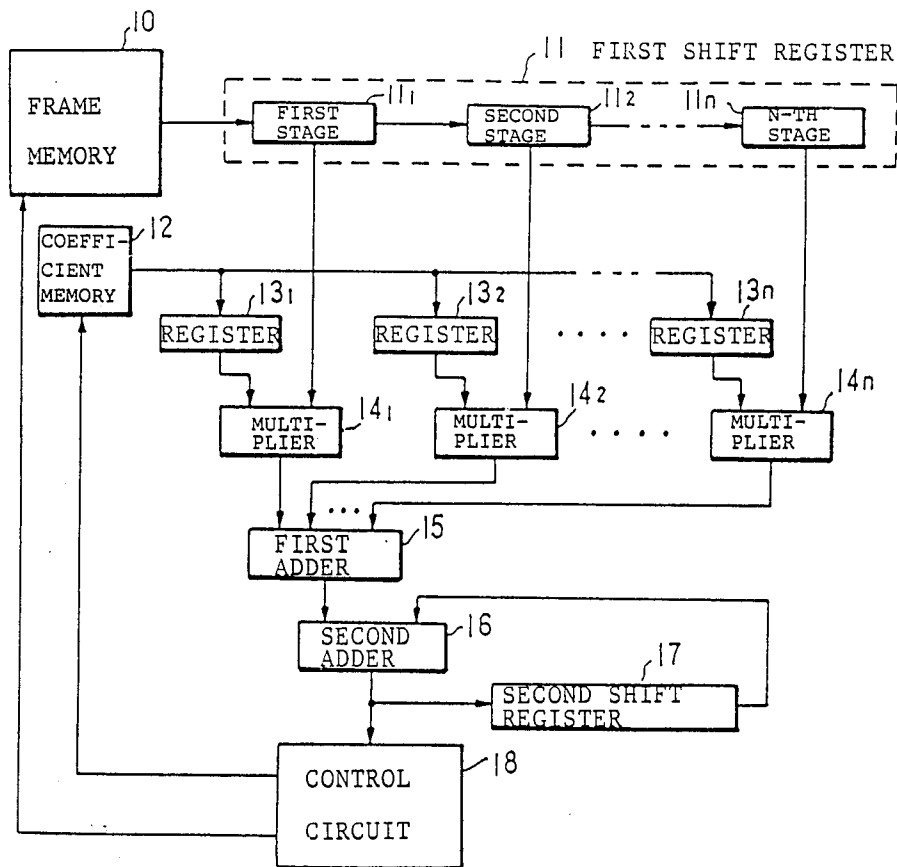 10
11 FIRST SHIFT REGISTER
FRAME
MEMORY
11₁
FIRST
STAGE
11₂
SECOND
STAGE
11n
N-TH
STAGE
12
COEFFI-
CIENT
MEMORY
13₁
REGISTER
13₂
REGISTER
. . . .
13n
REGISTER
14₁
MULTI-
PLIER
14₂
MULTI-
PLIER
. . . .
14n
MULTI-
PLIER
...
15
FIRST
ADDER
16
SECOND
ADDER
17
SECOND SHIFT
REGISTER
18
CONTROL
CIRCUIT